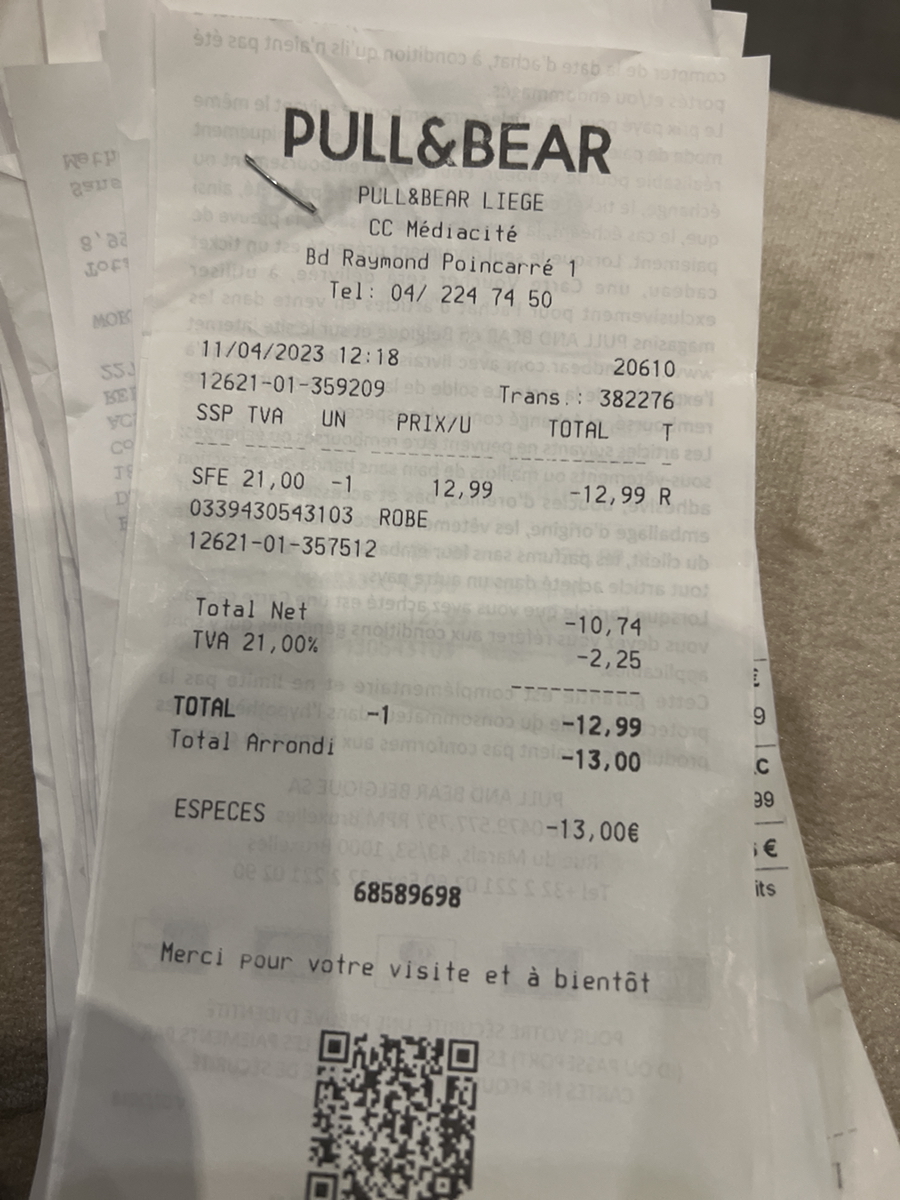 PULL&BEAR
PULL&BEAR LIEGE
CC Médiacité
Bd Raymond Poincarré 1
Tel: 04/ 224 74 50
11/04/2023 12:18 20610
12621-01-359209 Trans.: 382276
SSP TVA UN PRIX/U TOTAL T
SFE 21,00 -1 12,99 -12,99 R
0339430543103 ROBE
12621-01-357512
Total Net -10,74
TVA 21,00% -2,25
TOTAL -1 -12,99
Total Arrondi -13,00
ESPECES -13,00€
68589698
Merci pour votre visite et à bientôt